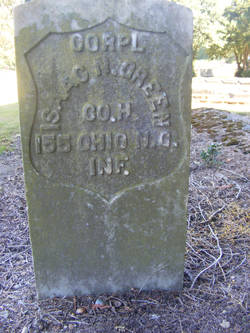 CORPL
ISAAC N. GREEN
CO. H.
155 OHIO N.G.
INF.